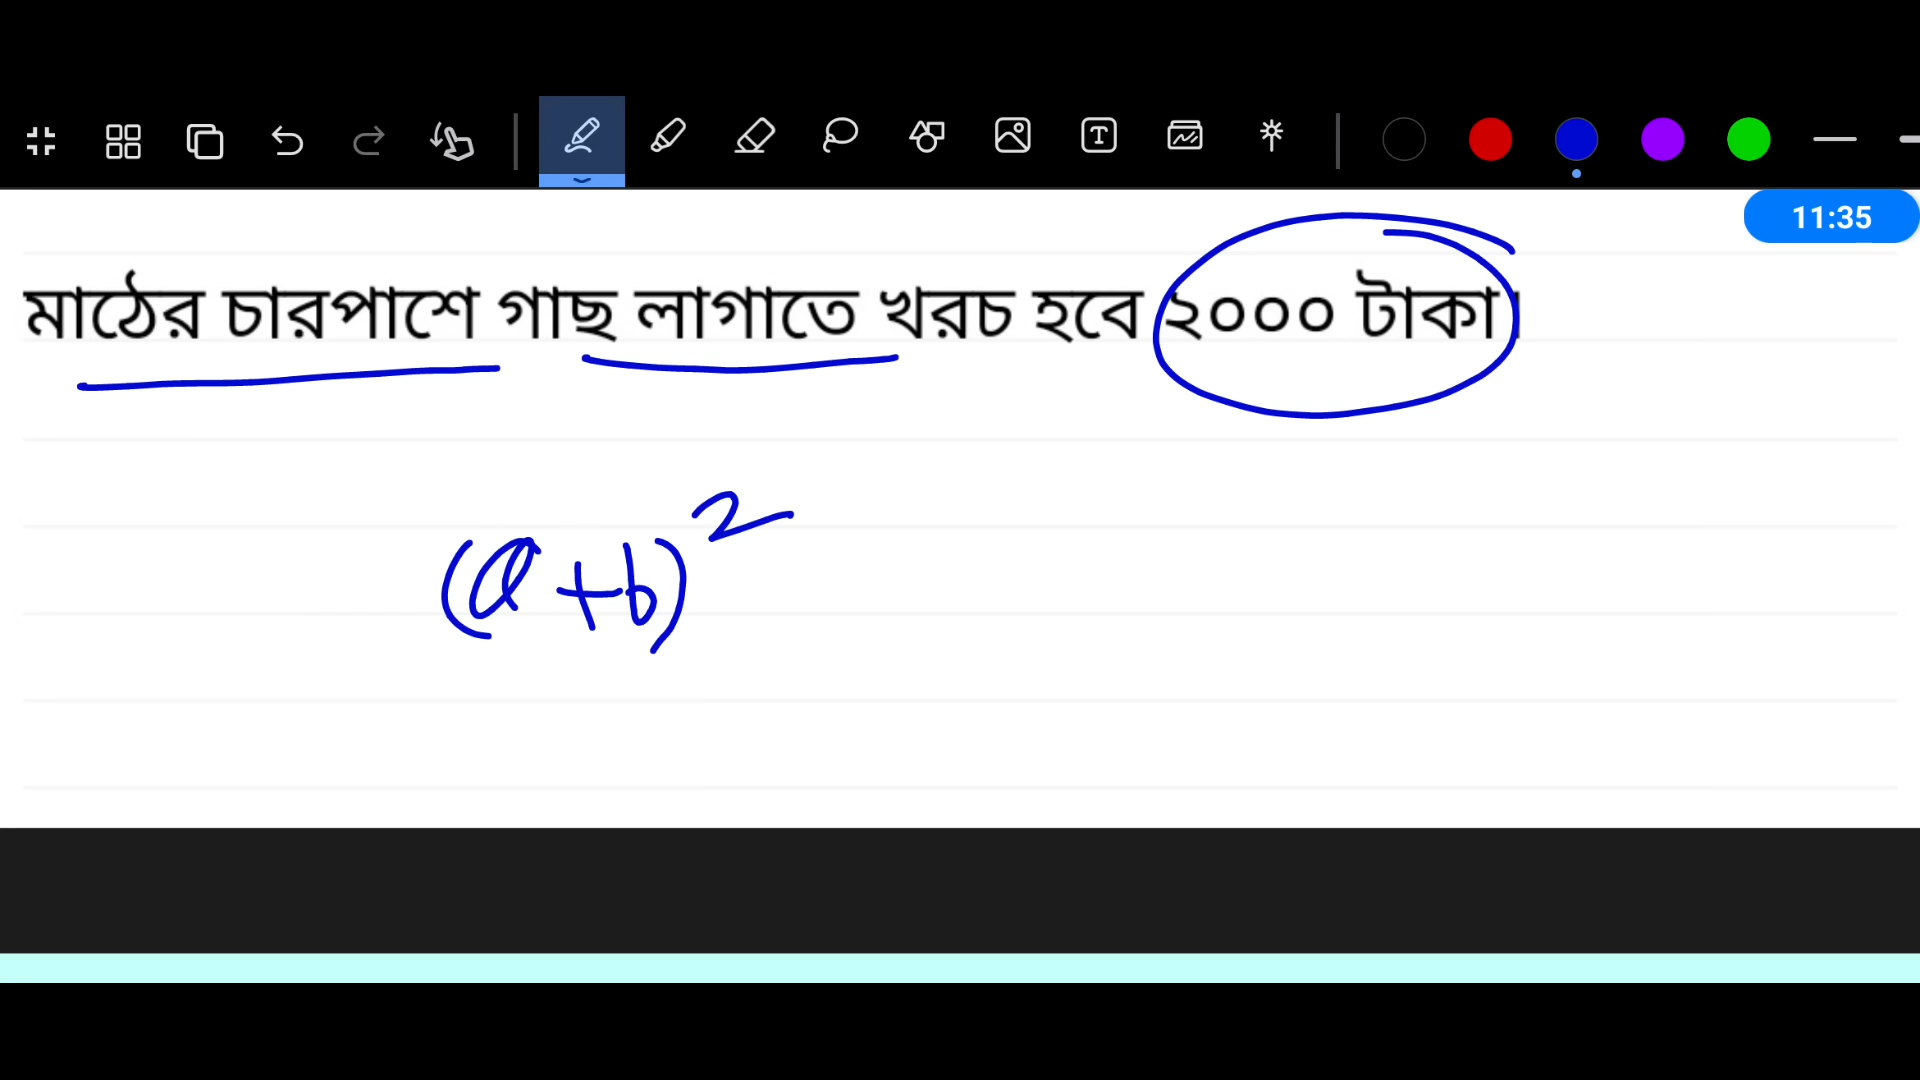 11:35
মাঠের চারপাশে গাছ লাগাতে খরচ হবে ২০০০ টাকা।
(a+b)²